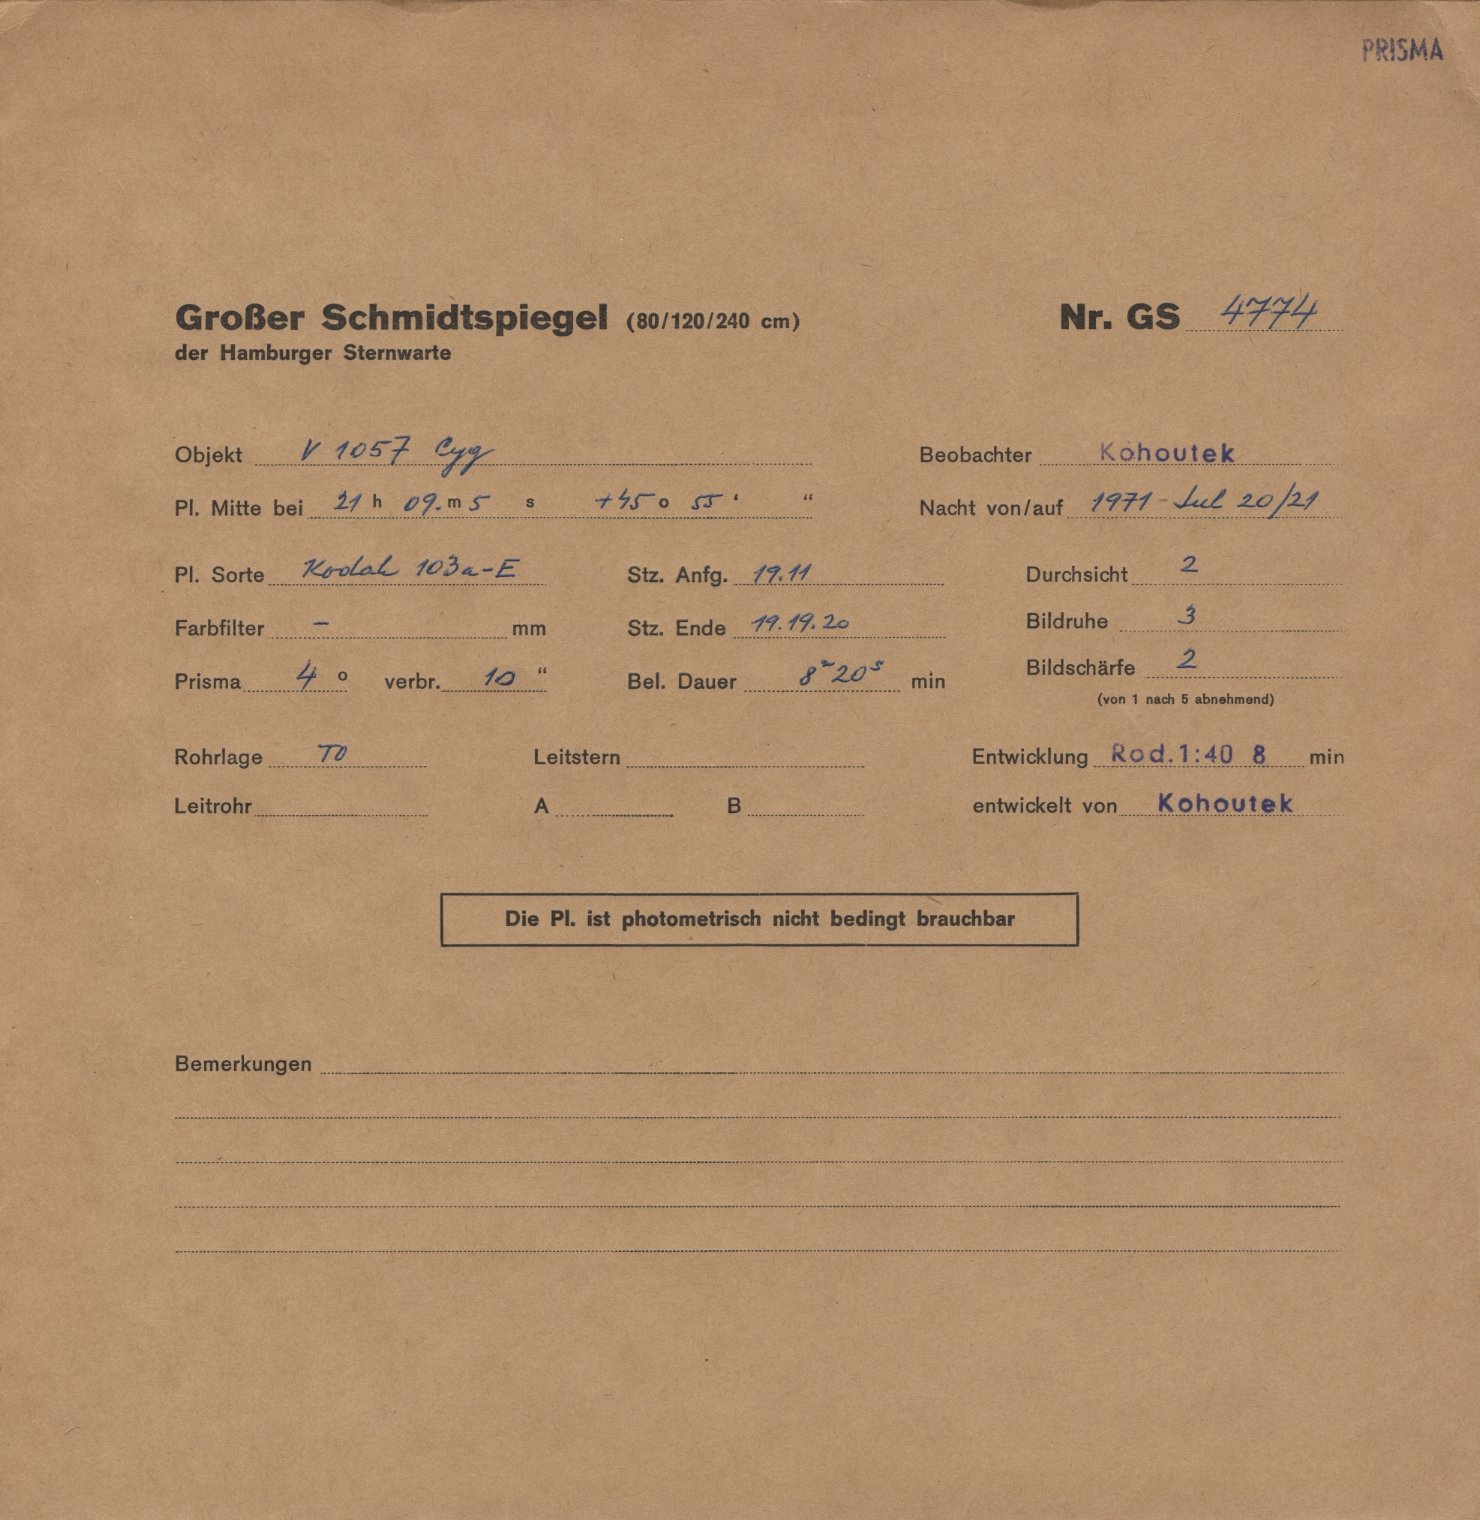 PRISMA
Großer Schmidtspiegel (80/120/240 cm) Nr. GS 4774
der Hamburger Sternwarte
Objekt V 1057 Cyg Beobachter Kohoutek
Pl. Mitte bei 21 h 09. m 5 s +45 o 55 ' “ Nacht von/auf 1971 - Jul 20/21
Pl. Sorte Kodak 103a-E Stz. Anfg. 19.11 Durchsicht 2
Farbfilter – mm Stz. Ende 19.19.20 Bildruhe 3
Prisma 4 o verbr. 10 “ Bel. Dauer 8m20s min Bildschärfe 2
(von 1 nach 5 abnehmend)
Rohrlage TO Leitstern Entwicklung Rod.1:40 8 min
Leitrohr A B entwickelt von Kohoutek
Die Pl. ist photometrisch nicht bedingt brauchbar
Bemerkungen